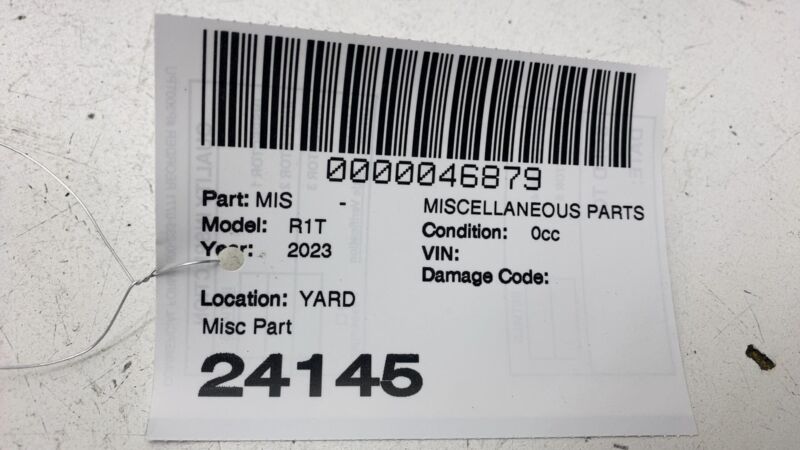 0000046879
Part: MIS - MISCELLANEOUS PARTS
Model: R1T Condition: 0cc
Year: 2023 VIN:
Damage Code:
Location: YARD
Misc Part
24145